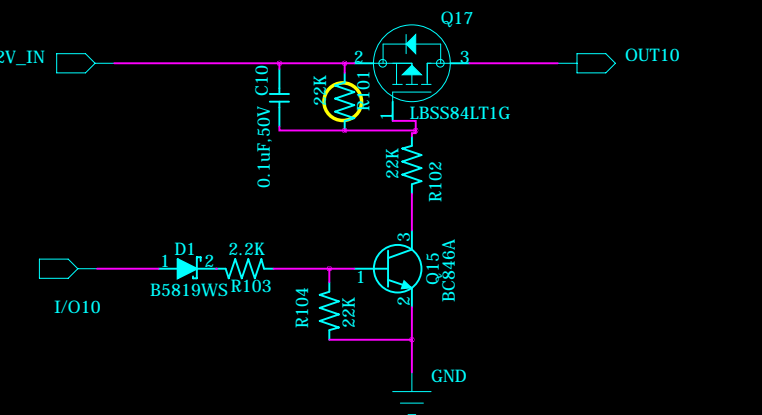 Q17
2V_IN
2
3
OUT10
C10
22K
R101
0.1uF,50V
1
LBSS84LT1G
22K
R102
D1
2.2K
3
1
2
1
Q15
BC846A
B5819WS
R103
2
I/O10
R104
22K
GND